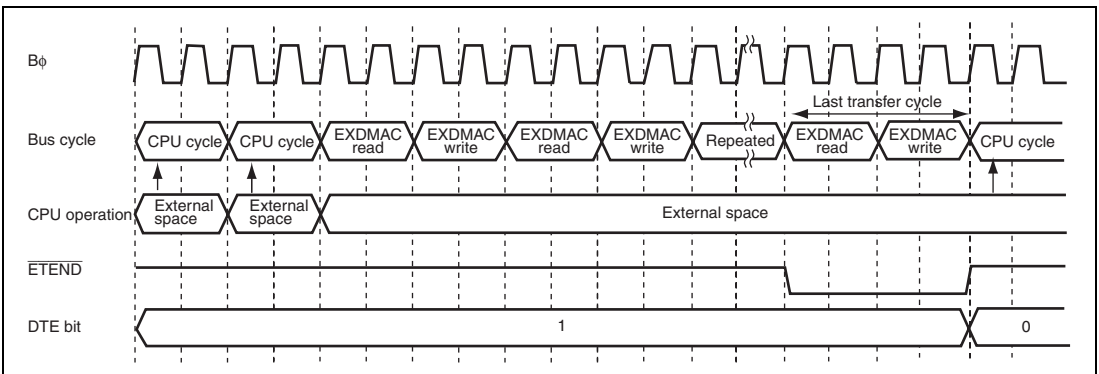 Bϕ
Last transfer cycle
Bus cycle
CPU cycle
CPU cycle
EXDMAC
read
EXDMAC
write
EXDMAC
read
EXDMAC
write
Repeated
EXDMAC
read
EXDMAC
write
CPU cycle
CPU operation
External
space
External
space
External space
ETEND
DTE bit
1
0